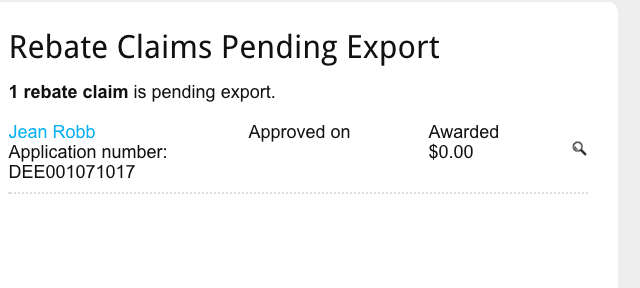 Rebate Claims Pending Export
1 rebate claim is pending export.
Jean Robb Approved on Awarded
Application number: $0.00
DEE001071017